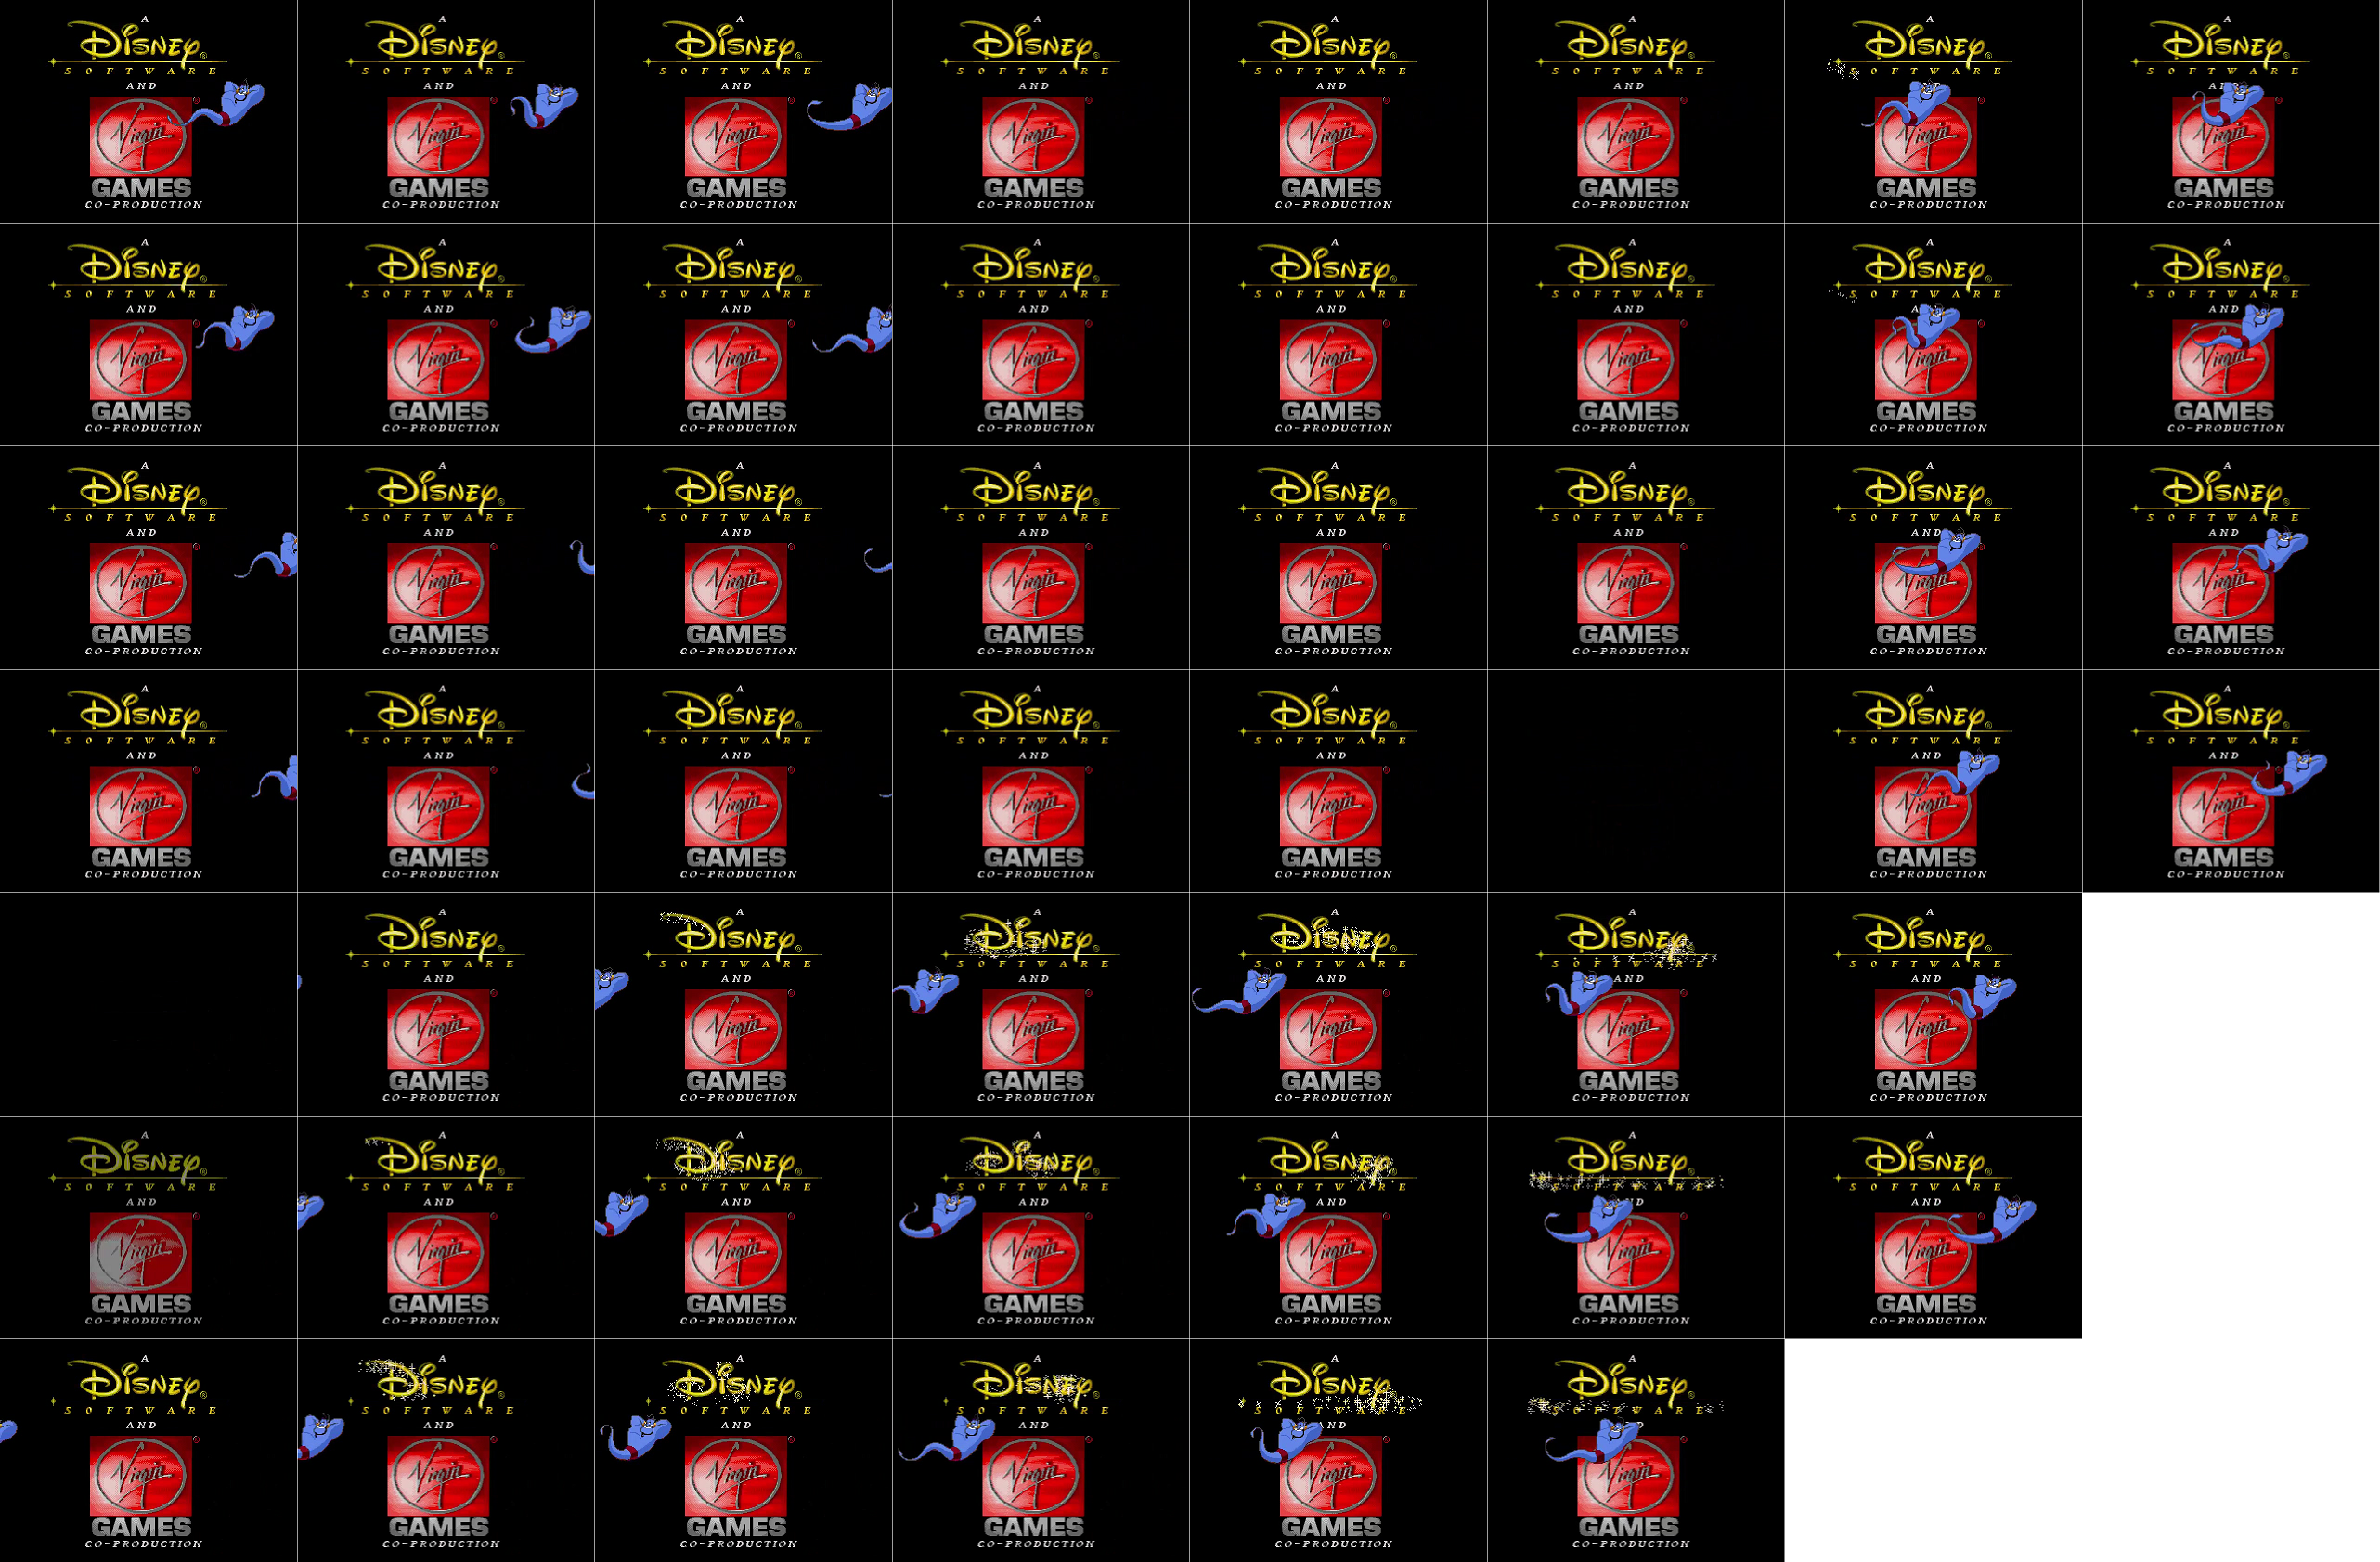 A
Disney
SOFTWARE
AND
Virgin
GAMES
CO-PRODUCTION